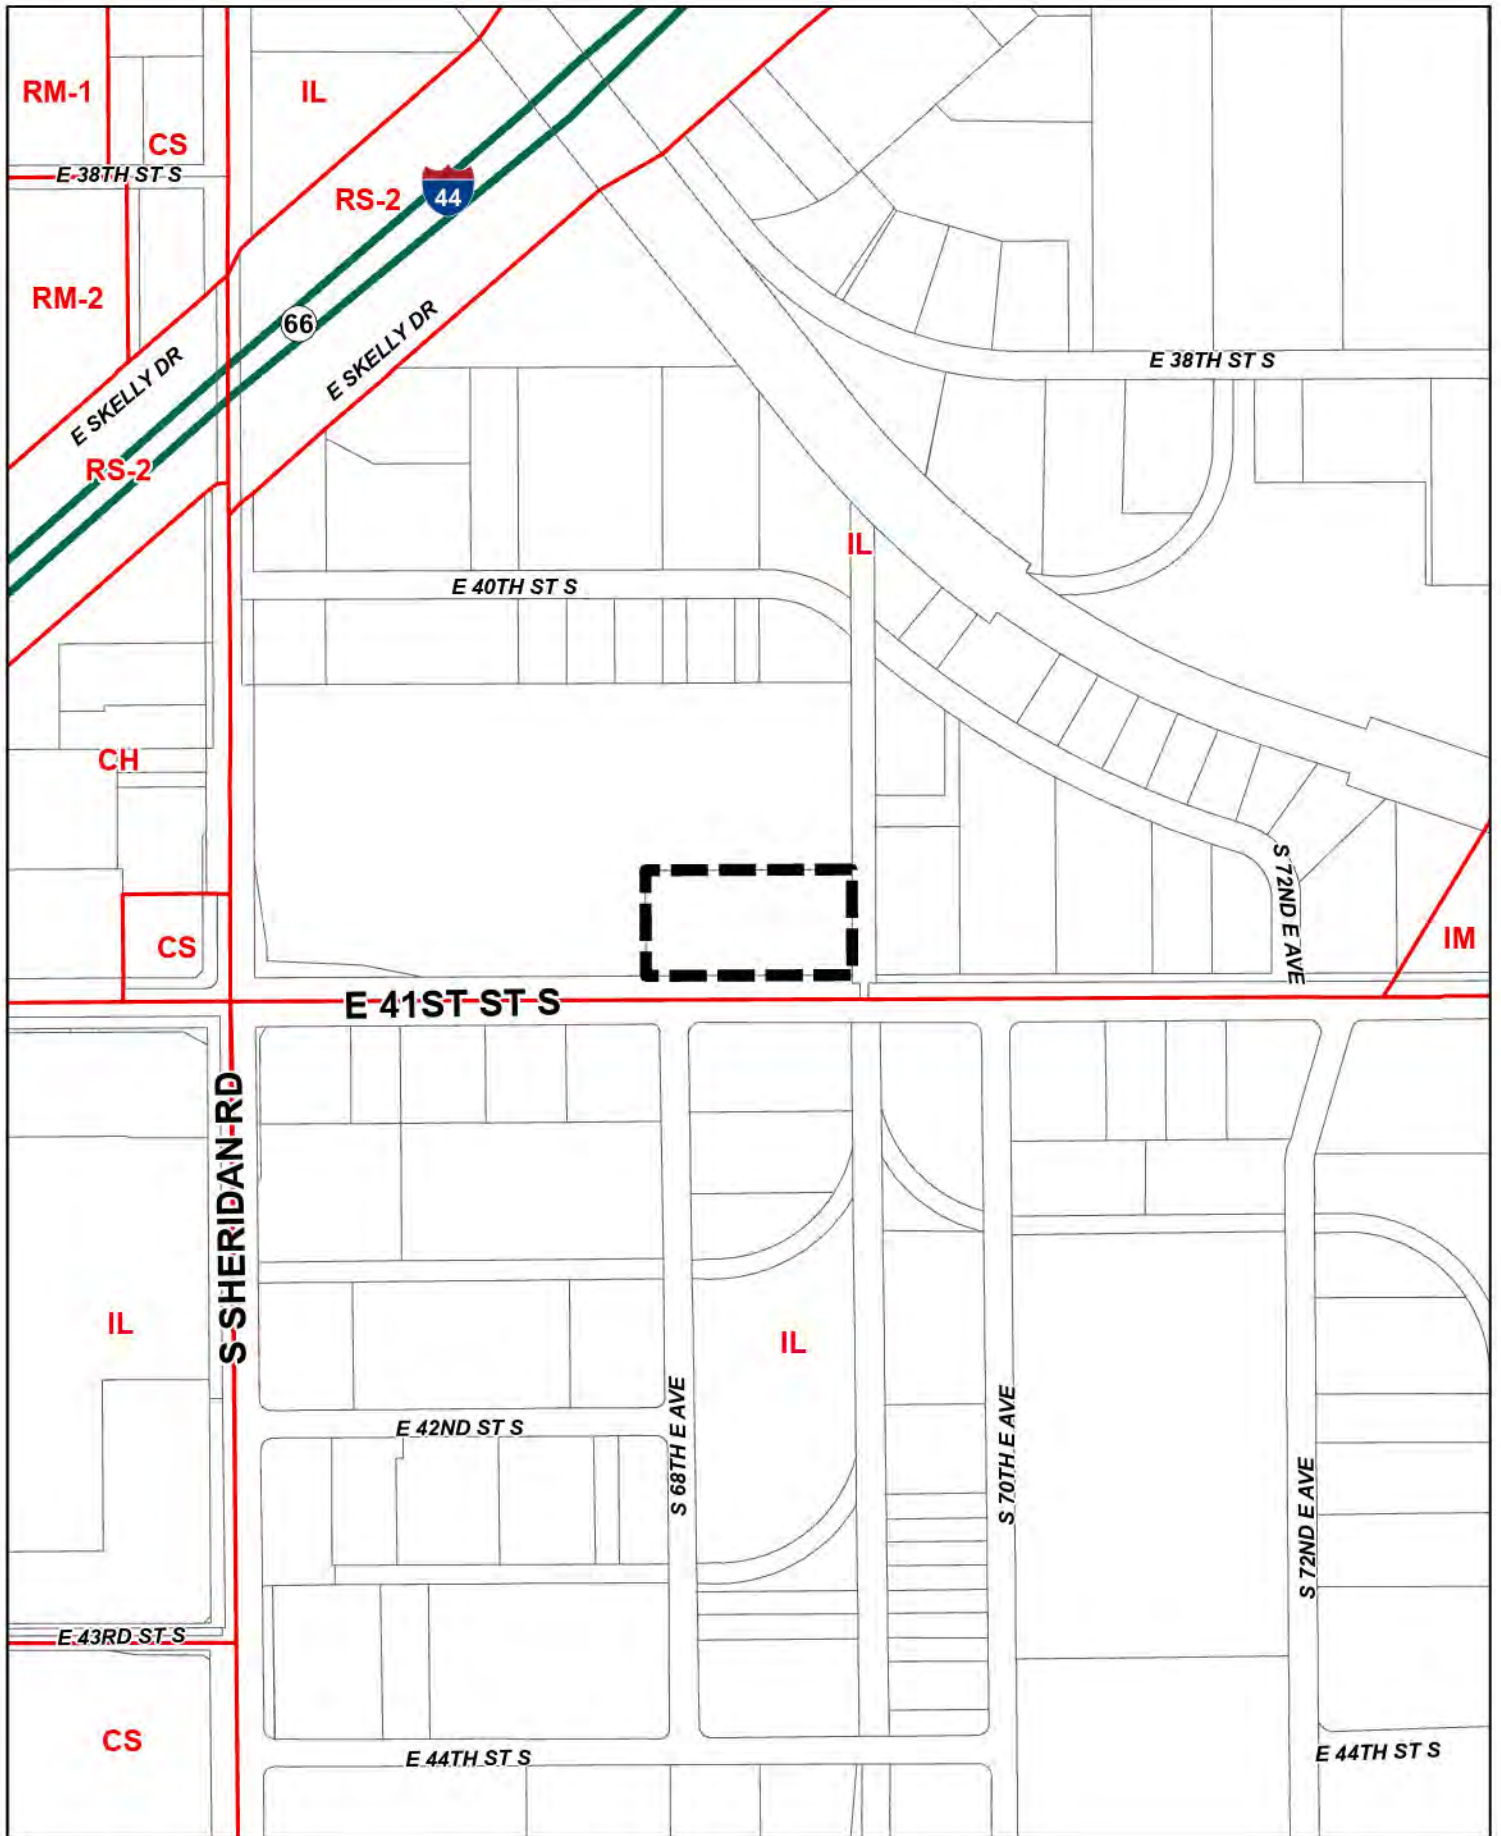 RM-1
IL
CS
E 38TH ST S
RS-2
44
RM-2
66
E SKELLY DR
E SKELLY DR
E 38TH ST S
RS-2
IL
E 40TH ST S
CH
S 72ND E AVE
CS
IM
E 41ST ST S
S SHERIDAN RD
IL
IL
E 42ND ST S
S 68TH E AVE
S 70TH E AVE
S 72ND E AVE
E 43RD ST S
CS
E 44TH ST S
E 44TH ST S